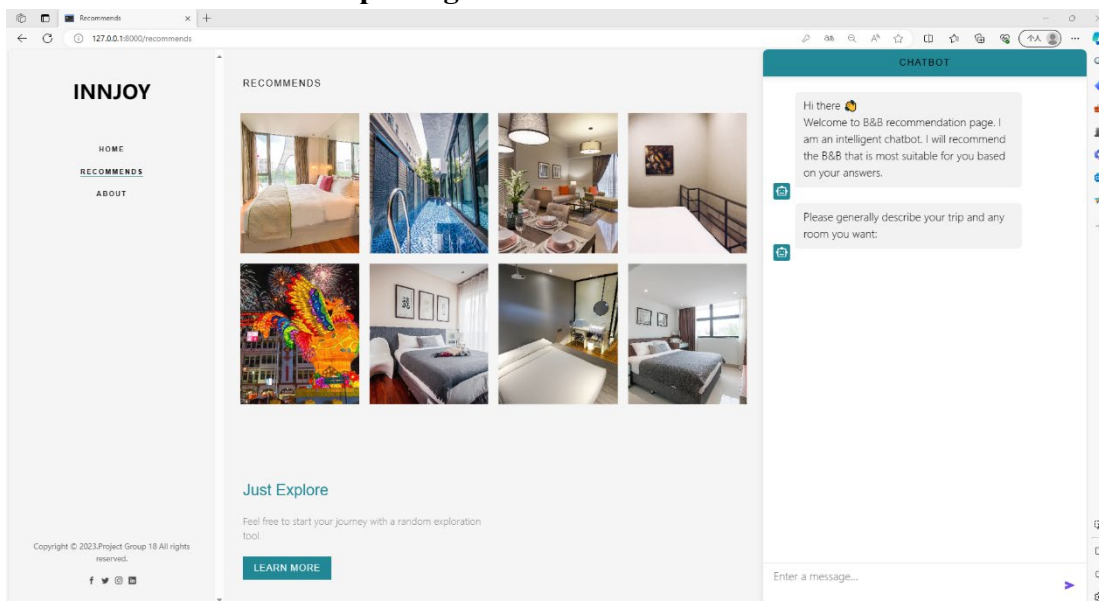 Recommends
127.0.0.1:8000/recommends
个人
INNJOY
HOME
RECOMMENDS
ABOUT
Copyright © 2023.Project Group 18 All rights
reserved.
RECOMMENDS
Just Explore
Feel free to start your journey with a random exploration
tool.
LEARN MORE
CHATBOT
Hi there
Welcome to B&B recommendation page. I
am an intelligent chatbot. I will recommend
the B&B that is most suitable for you based
on your answers.
Please generally describe your trip and any
room you want:
Enter a message...